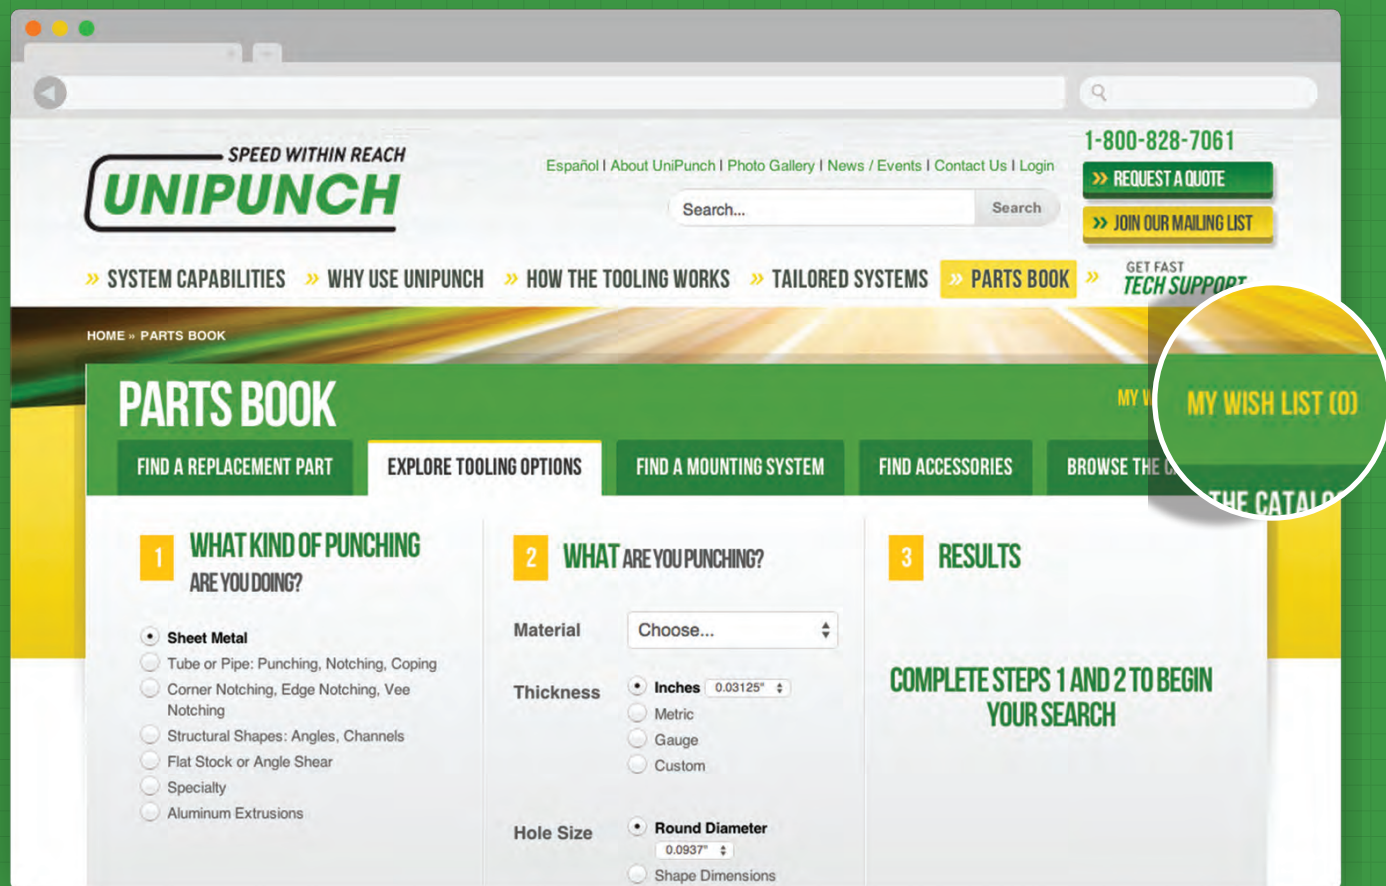 SPEED WITHIN REACH
UNIPUNCH
Español | About UniPunch | Photo Gallery | News / Events | Contact Us | Login
Search...
Search
1-800-828-7061
» REQUEST A QUOTE
» JOIN OUR MAILING LIST
» SYSTEM CAPABILITIES » WHY USE UNIPUNCH » HOW THE TOOLING WORKS » TAILORED SYSTEMS » PARTS BOOK »
GET FAST
TECH SUPPORT
HOME » PARTS BOOK
PARTS BOOK
MY WISH LIST (0)
FIND A REPLACEMENT PART
EXPLORE TOOLING OPTIONS
FIND A MOUNTING SYSTEM
FIND ACCESSORIES
BROWSE THE CATALOG
1
WHAT KIND OF PUNCHING
ARE YOU DOING?
Sheet Metal
Tube or Pipe: Punching, Notching, Coping
Corner Notching, Edge Notching, Vee
Notching
Structural Shapes: Angles, Channels
Flat Stock or Angle Shear
Specialty
Aluminum Extrusions
2
WHAT ARE YOU PUNCHING?
Material
Choose...
Thickness
Inches 0.03125"
Metric
Gauge
Custom
Hole Size
Round Diameter
0.0937"
Shape Dimensions
3
RESULTS
COMPLETE STEPS 1 AND 2 TO BEGIN
YOUR SEARCH